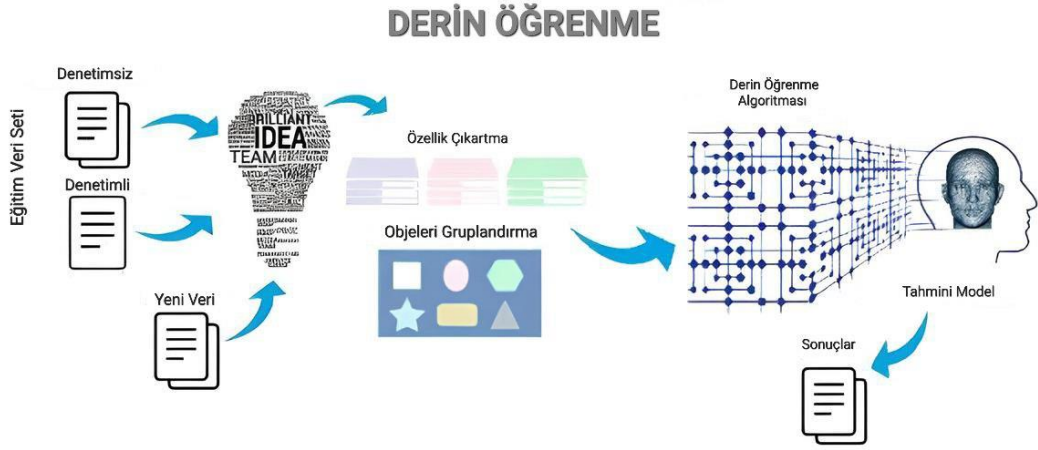 DERİN ÖĞRENME
Eğitim Veri Seti
Denetimsiz
Denetimli
Yeni Veri
BRILLIANT
IDEA
TEAM
Özellik Çıkartma
Objeleri Gruplandırma
Derin Öğrenme
Algoritması
Tahmini Model
Sonuçlar